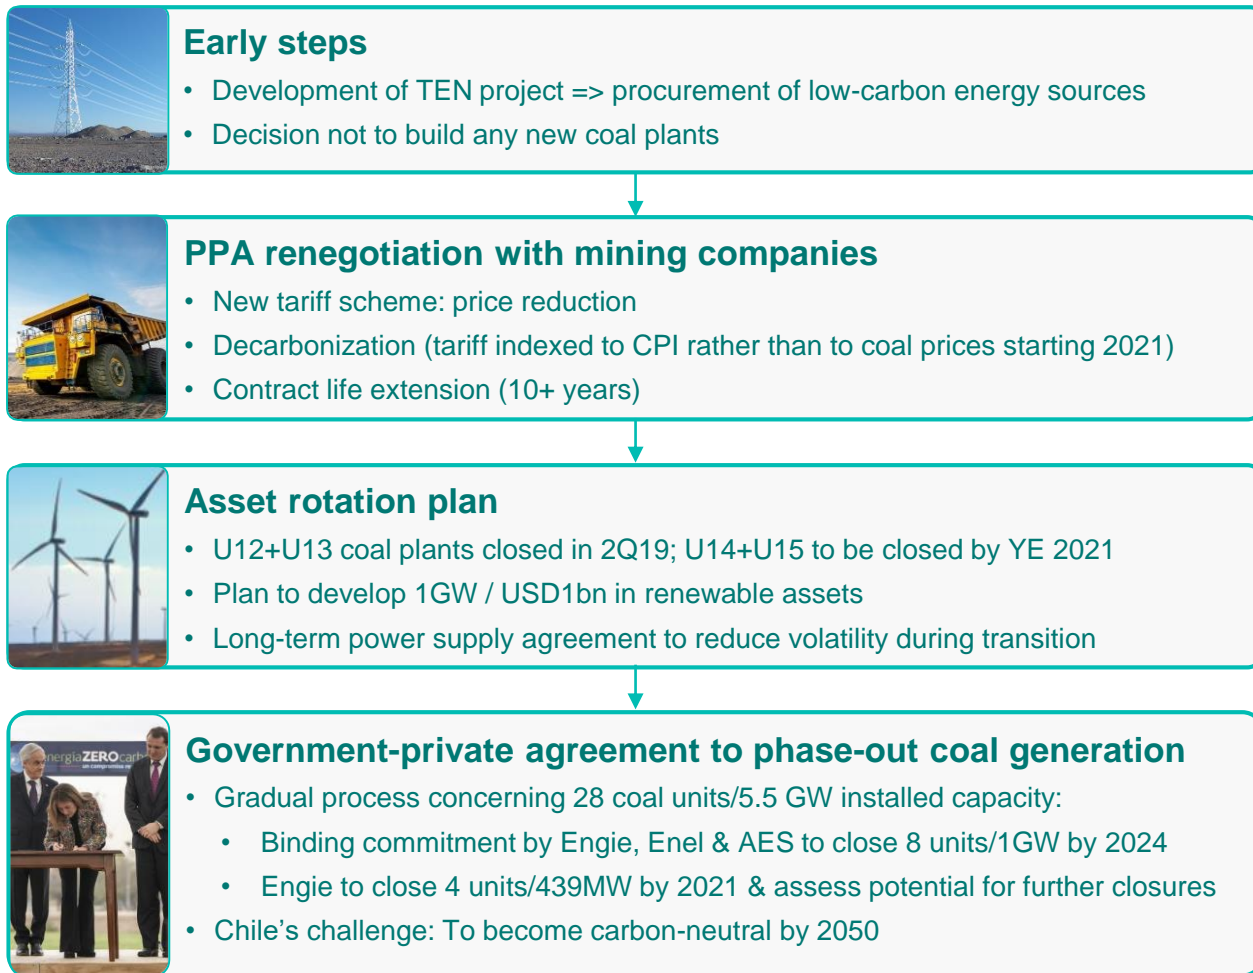 Early steps
• Development of TEN project => procurement of low-carbon energy sources
• Decision not to build any new coal plants
PPA renegotiation with mining companies
• New tariff scheme: price reduction
• Decarbonization (tariff indexed to CPI rather than to coal prices starting 2021)
• Contract life extension (10+ years)
Asset rotation plan
• U12+U13 coal plants closed in 2Q19; U14+U15 to be closed by YE 2021
• Plan to develop 1GW / USD1bn in renewable assets
• Long-term power supply agreement to reduce volatility during transition
energiaZEROcarb
un compromiso
Government-private agreement to phase-out coal generation
• Gradual process concerning 28 coal units/5.5 GW installed capacity:
• Binding commitment by Engie, Enel & AES to close 8 units/1GW by 2024
• Engie to close 4 units/439MW by 2021 & assess potential for further closures
• Chile's challenge: To become carbon-neutral by 2050